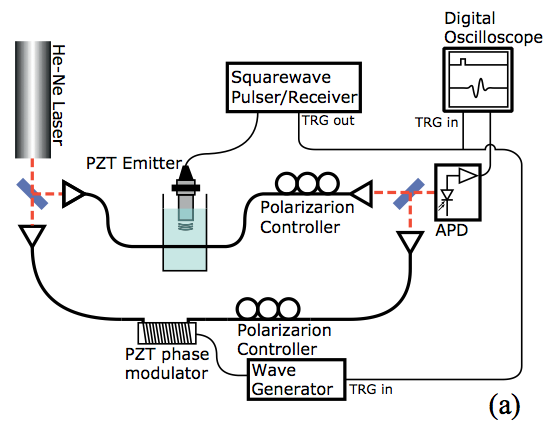 Digital
Oscilloscope
He-Ne Laser
Squarewave
Pulser/Receiver
TRG out
TRG in
PZT Emitter
Polarizarion
Controller
APD
PZT phase
modulator
Polarizarion
Controller
Wave
Generator
TRG in
(a)